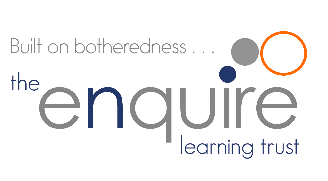 Built on botheredness . . .
the
enquire
learning trust